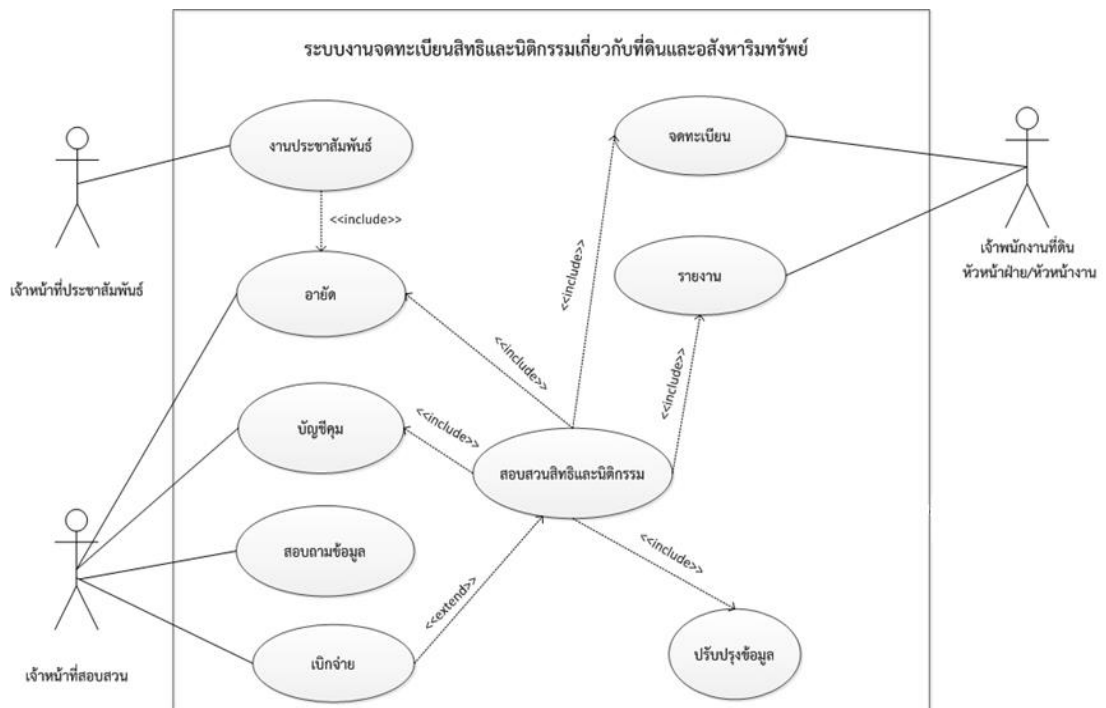 ระบบงานจดทะเบียนสิทธิและนิติกรรมเกี่ยวกับที่ดินและอสังหาริมทรัพย์
งานประชาสัมพันธ์
จดทะเบียน
<<include>>
เจ้าหน้าที่ประชาสัมพันธ์
เจ้าพนักงานที่ดิน
หัวหน้าฝ่าย/หัวหน้างาน
อายัด
รายงาน
<<include>>
<<include>>
<<include>>
บัญชีคุม
<<include>>
สอบสวนสิทธิและนิติกรรม
สอบถามข้อมูล
<<include>>
<<extend>>
เบิกจ่าย
ปรับปรุงข้อมูล
เจ้าหน้าที่สอบสวน